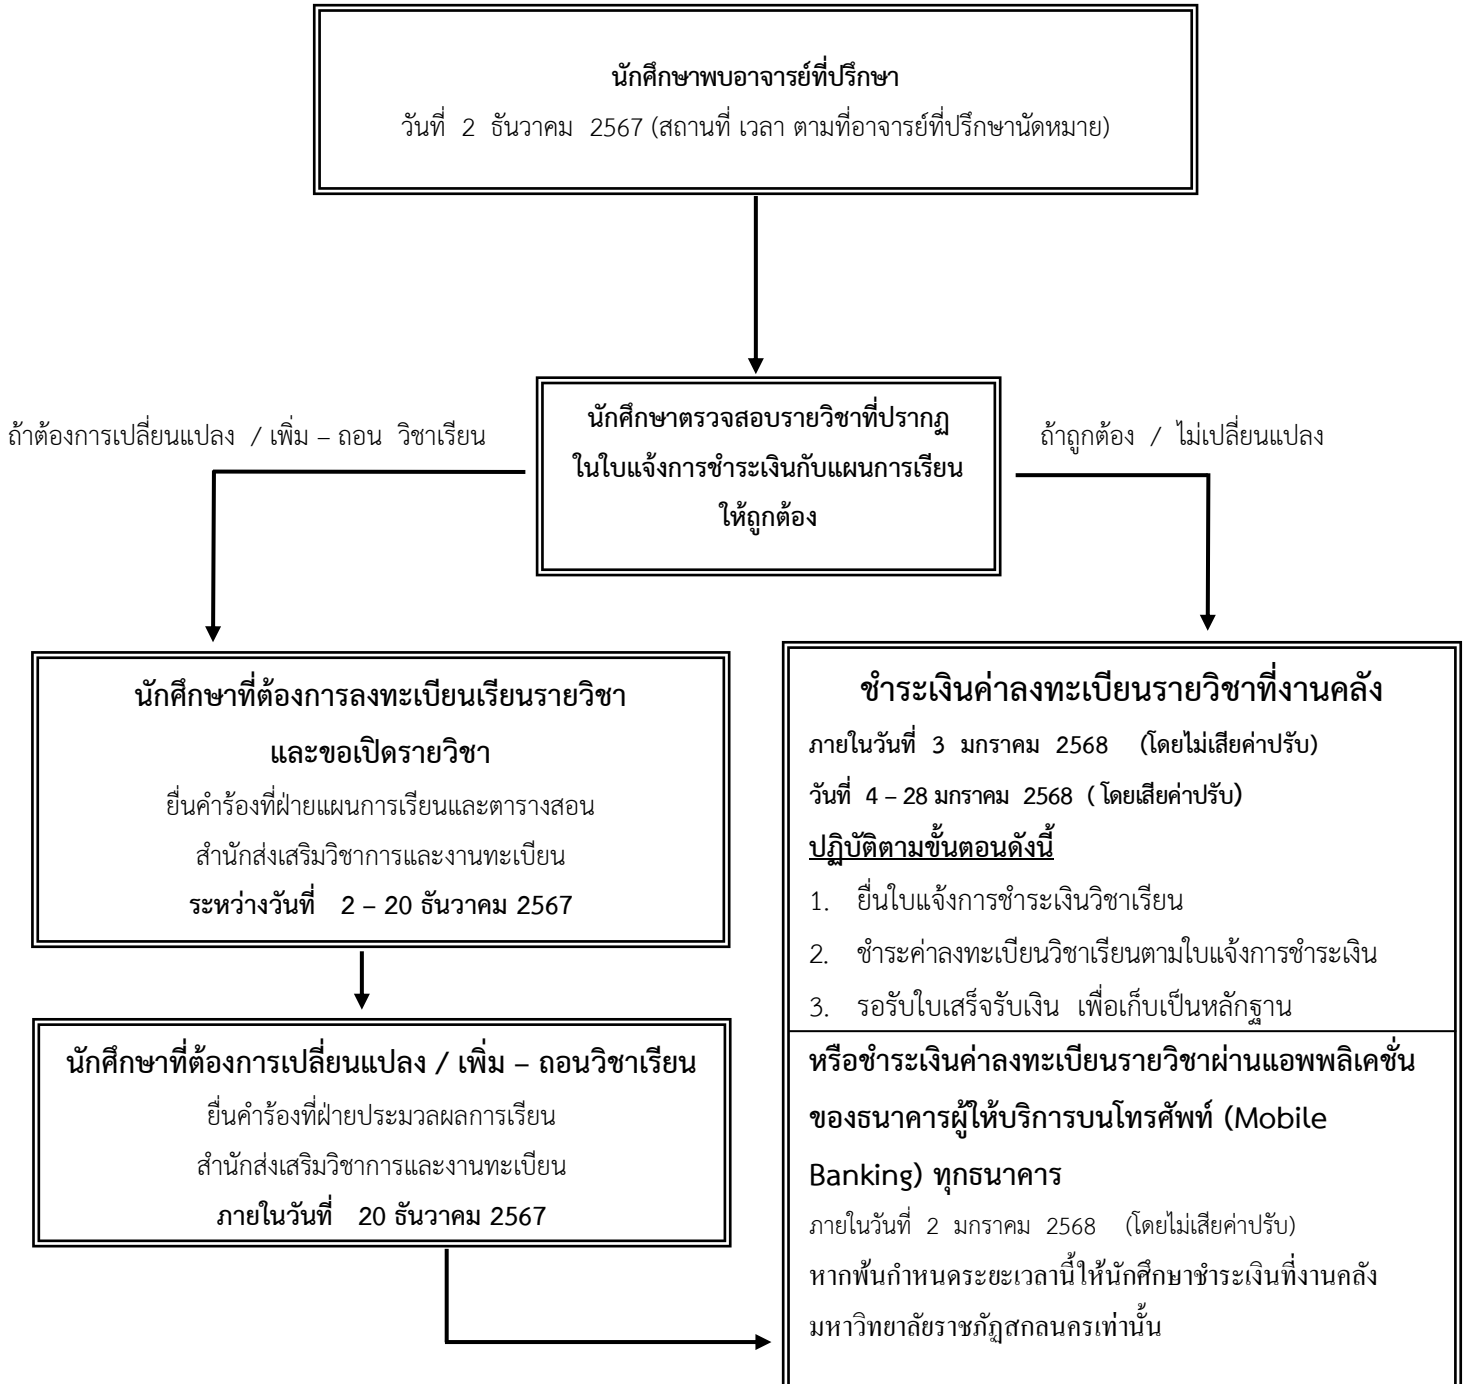 นักศึกษาพบอาจารย์ที่ปรึกษา
วันที่ 2 ธันวาคม 2567 (สถานที่ เวลา ตามที่อาจารย์ที่ปรึกษานัดหมาย)
ถ้าต้องการเปลี่ยนแปลง / เพิ่ม – ถอน วิชาเรียน
นักศึกษาตรวจสอบรายวิชาที่ปรากฏ
ในใบแจ้งการชำระเงินกับแผนการเรียน
ให้ถูกต้อง
ถ้าถูกต้อง / ไม่เปลี่ยนแปลง
นักศึกษาที่ต้องการลงทะเบียนเรียนรายวิชา
และขอเปิดรายวิชา
ยื่นคำร้องที่ฝ่ายแผนการเรียนและตารางสอน
สำนักส่งเสริมวิชาการและงานทะเบียน
ระหว่างวันที่ 2 – 20 ธันวาคม 2567
นักศึกษาที่ต้องการเปลี่ยนแปลง / เพิ่ม – ถอนวิชาเรียน
ยื่นคำร้องที่ฝ่ายประมวลผลการเรียน
สำนักส่งเสริมวิชาการและงานทะเบียน
ภายในวันที่ 20 ธันวาคม 2567
ชำระเงินค่าลงทะเบียนรายวิชาที่งานคลัง
ภายในวันที่ 3 มกราคม 2568 (โดยไม่เสียค่าปรับ)
วันที่ 4 – 28 มกราคม 2568 ( โดยเสียค่าปรับ)
ปฏิบัติตามขั้นตอนดังนี้
1. ยื่นใบแจ้งการชำระเงินวิชาเรียน
2. ชำระค่าลงทะเบียนวิชาเรียนตามใบแจ้งการชำระเงิน
3. รอรับใบเสร็จรับเงิน เพื่อเก็บเป็นหลักฐาน
หรือชำระเงินค่าลงทะเบียนรายวิชาผ่านแอพพลิเคชั่น
ของธนาคารผู้ให้บริการบนโทรศัพท์ (Mobile
Banking) ทุกธนาคาร
ภายในวันที่ 2 มกราคม 2568 (โดยไม่เสียค่าปรับ)
หากพ้นกำหนดระยะเวลานี้ให้นักศึกษาชำระเงินที่งานคลัง
มหาวิทยาลัยราชภัฏสกลนครเท่านั้น